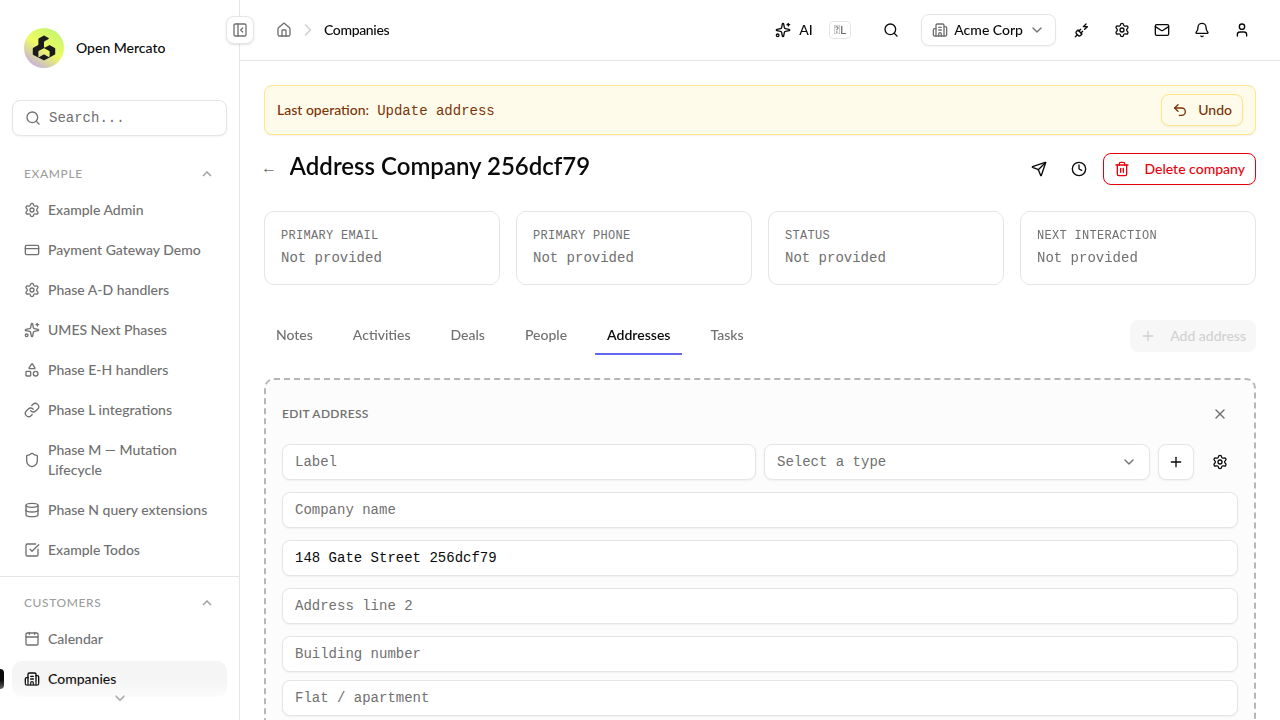 Open Mercato
Companies
AI
L
Acme Corp
Search...
Last operation: Update address
Undo
Address Company 256dcf79
Delete company
EXAMPLE
Example Admin
Payment Gateway Demo
Phase A-D handlers
UMES Next Phases
Phase E-H handlers
Phase L integrations
Phase M — Mutation
Lifecycle
Phase N query extensions
Example Todos
CUSTOMERS
Calendar
Companies
PRIMARY EMAIL
Not provided
PRIMARY PHONE
Not provided
STATUS
Not provided
NEXT INTERACTION
Not provided
Notes
Activities
Deals
People
Addresses
Tasks
Add address
EDIT ADDRESS
Label
Select a type
Company name
148 Gate Street 256dcf79
Address line 2
Building number
Flat / apartment